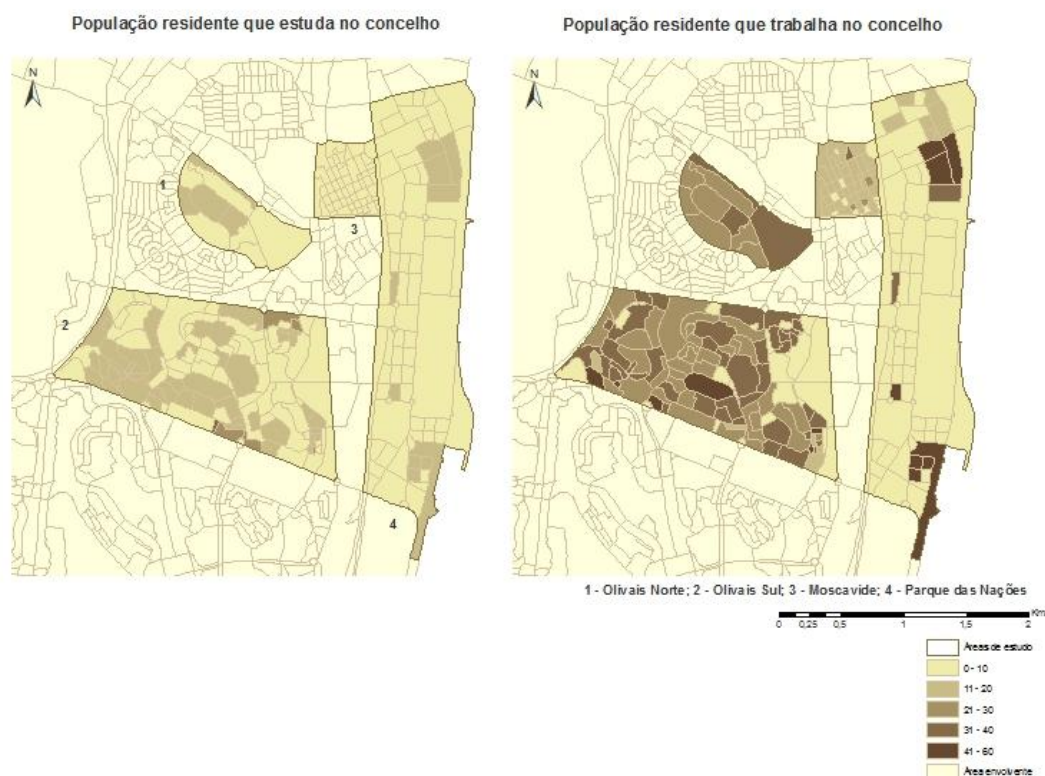 População residente que estuda no concelho
População residente que trabalha no concelho
N
N
1
3
2
4
1 - Olivais Norte; 2 - Olivais Sul; 3 - Moscavide; 4 - Parque das Nações
Km
0 0,25 0,5 1 1,5 2
Áreas de estudo
0 - 10
11 - 20
21 - 30
31 - 40
41 - 60
Área envolvente